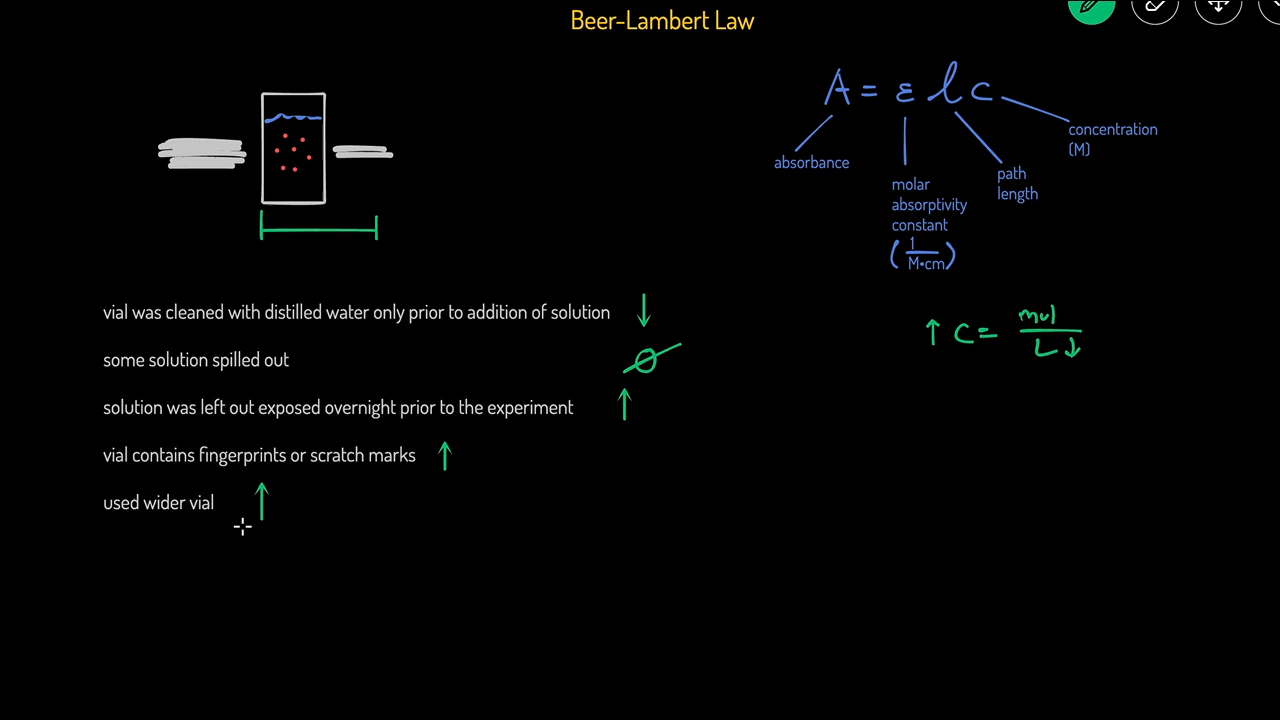 Beer-Lambert Law
A = ε l c
absorbance
molar
absorptivity
constant
(1/M•cm)
path
length
concentration
(M)
vial was cleaned with distilled water only prior to addition of solution ↓
some solution spilled out Ø
solution was left out exposed overnight prior to the experiment ↑
vial contains fingerprints or scratch marks ↑
used wider vial ↑
↑ C = mol/L↓